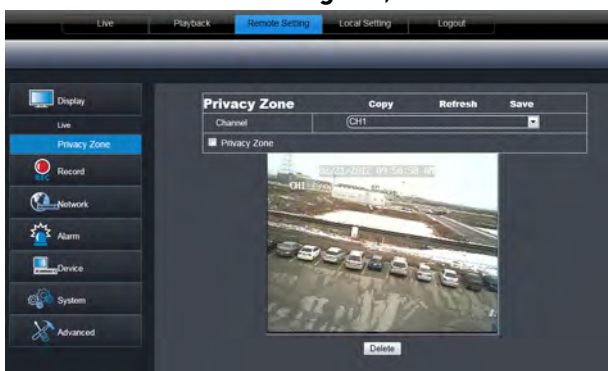 Live Playback Remote Setting Local Setting Logout
Display
Live
Privacy Zone
Record
Network
Alarm
Device
System
Advanced
Privacy Zone Copy Refresh Save
Channel CH1
Privacy Zone
CH1
Delete